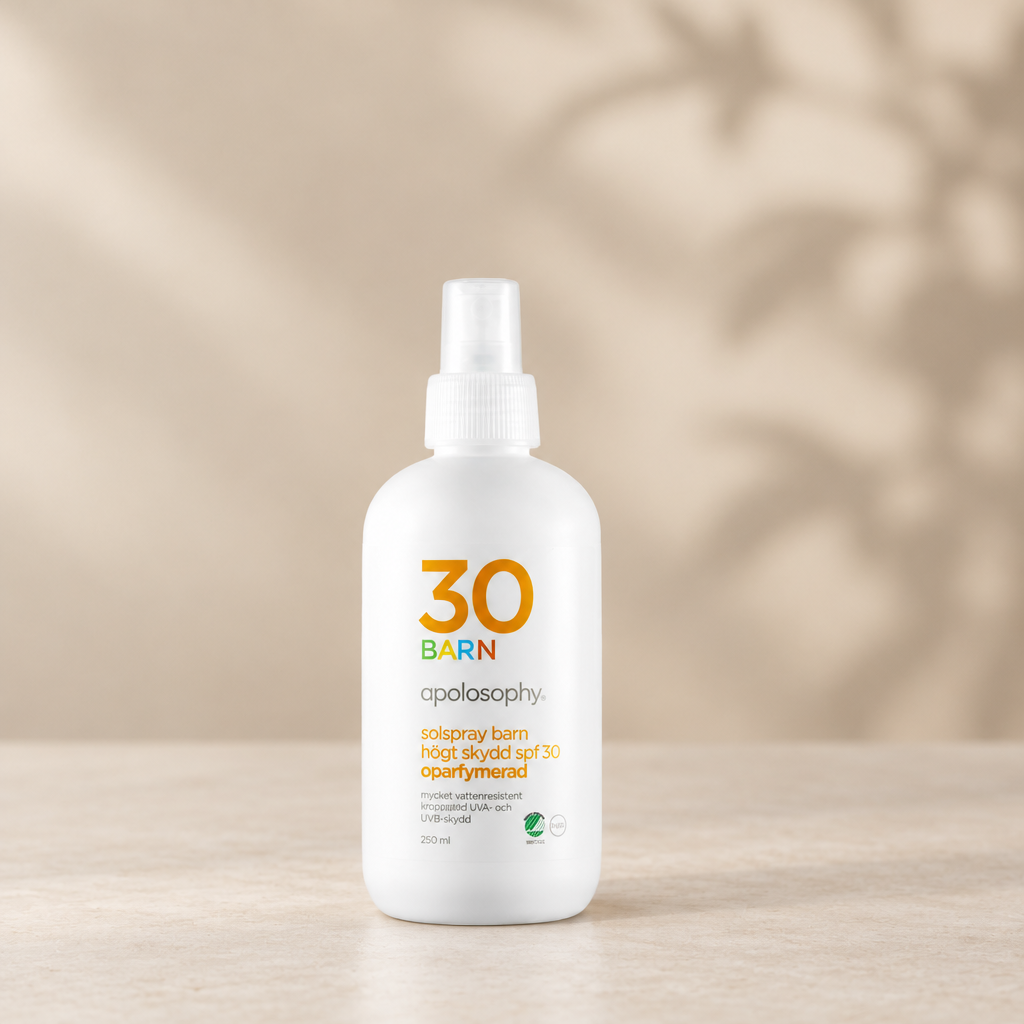 30
BARN
apolosophy®
solspray barn
högt skydd spf 30
oparfymerad
mycket vattenresistent
UVA- och
UVB-skydd
250 ml